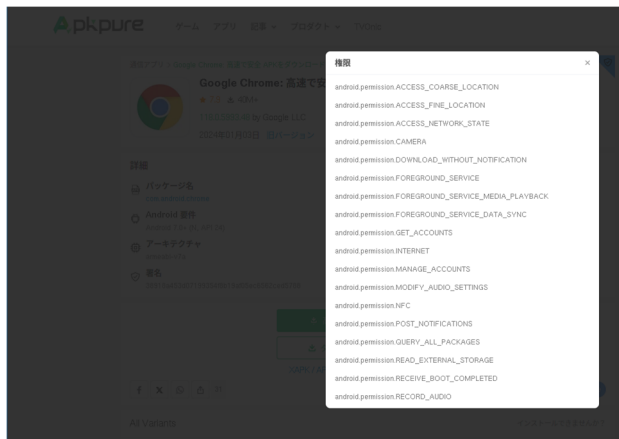 Apkpure
ゲーム アプリ 記事 プロダクト
Google Chrome: 高速で安
by Google LLC
詳細
パッケージ名
Android 要件
アーキテクチャ
署名
All Variants
権限 ×
android.permission.ACCESS_COARSE_LOCATION
android.permission.ACCESS_FINE_LOCATION
android.permission.ACCESS_NETWORK_STATE
android.permission.CAMERA
android.permission.DOWNLOAD_WITHOUT_NOTIFICATION
android.permission.FOREGROUND_SERVICE
android.permission.FOREGROUND_SERVICE_MEDIA_PLAYBACK
android.permission.FOREGROUND_SERVICE_DATA_SYNC
android.permission.GET_ACCOUNTS
android.permission.INTERNET
android.permission.MANAGE_ACCOUNTS
android.permission.MODIFY_AUDIO_SETTINGS
android.permission.NFC
android.permission.POST_NOTIFICATIONS
android.permission.QUERY_ALL_PACKAGES
android.permission.READ_EXTERNAL_STORAGE
android.permission.RECEIVE_BOOT_COMPLETED
android.permission.RECORD_AUDIO